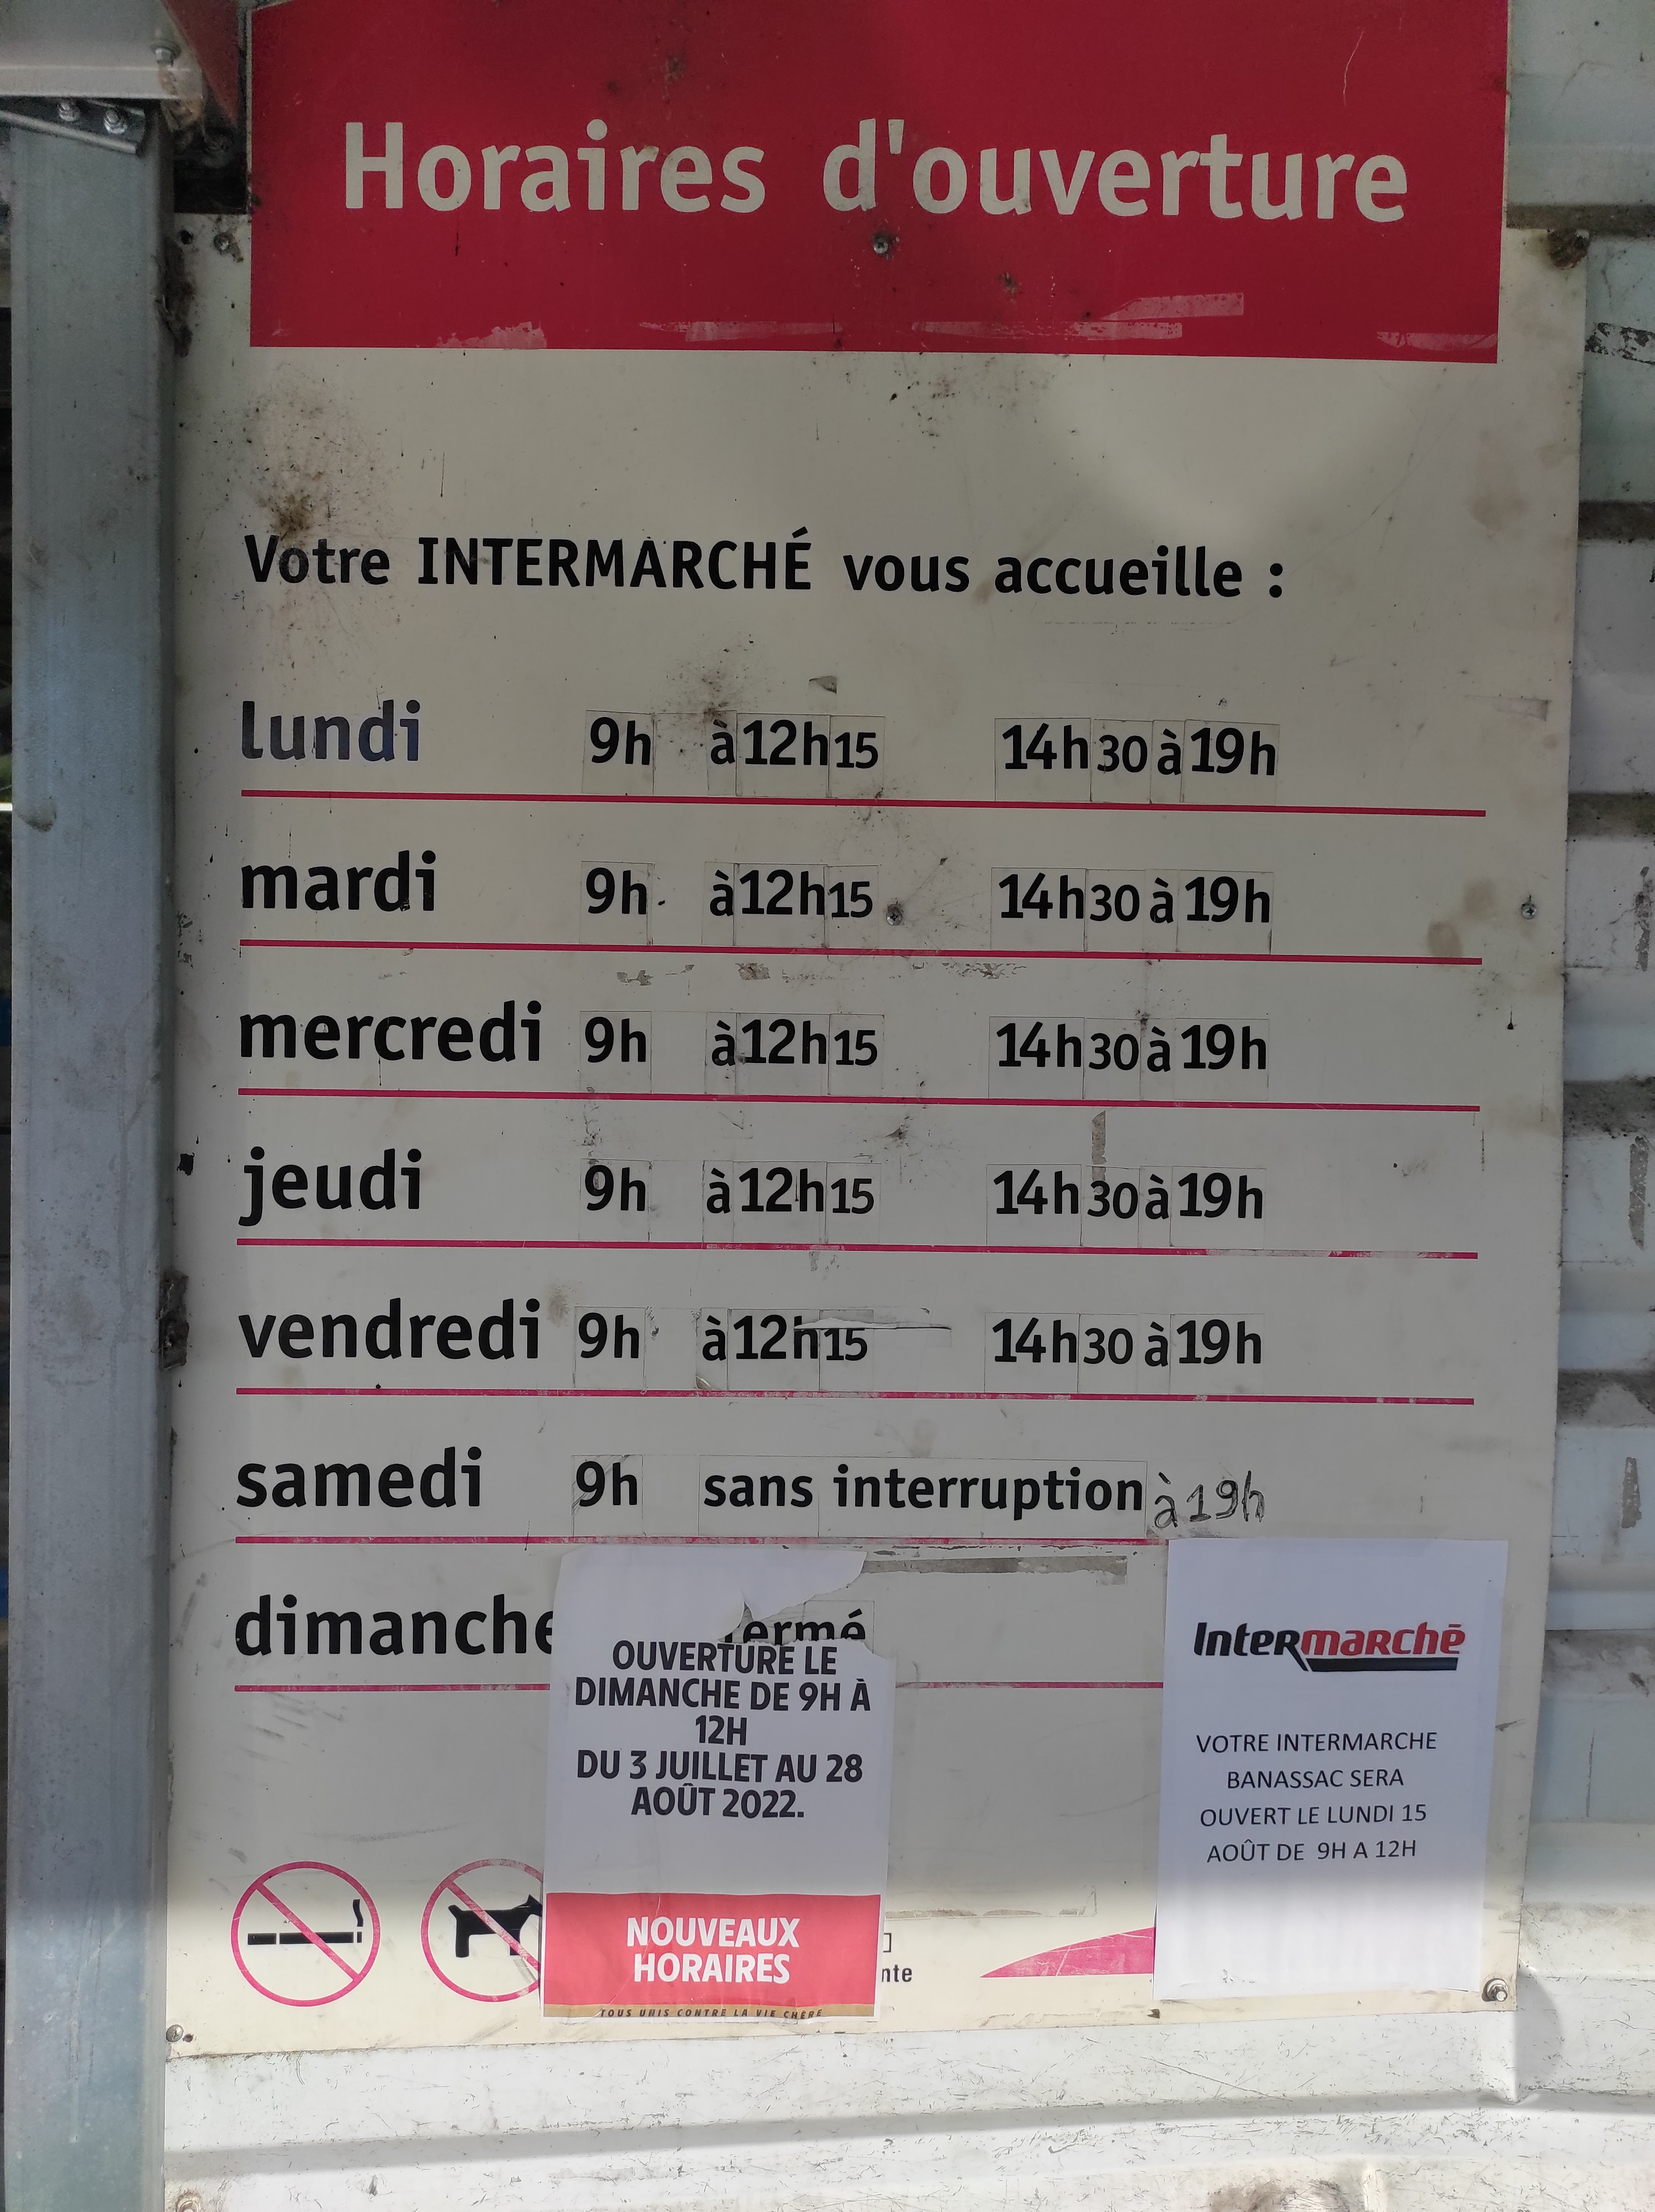 Horaires d'ouverture
Votre INTERMARCHÉ vous accueille :
lundi 9h à 12h15 14h30 à 19h
mardi 9h à 12h15 14h30 à 19h
mercredi 9h à 12h15 14h30 à 19h
jeudi 9h à 12h15 14h30 à 19h
vendredi 9h à 12h15 14h30 à 19h
samedi 9h sans interruption à 19h
dimanche fermé
OUVERTURE LE
DIMANCHE DE 9H À
12H
DU 3 JUILLET AU 28
AOÛT 2022.
NOUVEAUX
HORAIRES
TOUS UNIS CONTRE LA VIE CHÈRE
Intermarchē
VOTRE INTERMARCHE
BANASSAC SERA
OUVERT LE LUNDI 15
AOÛT DE 9H A 12H